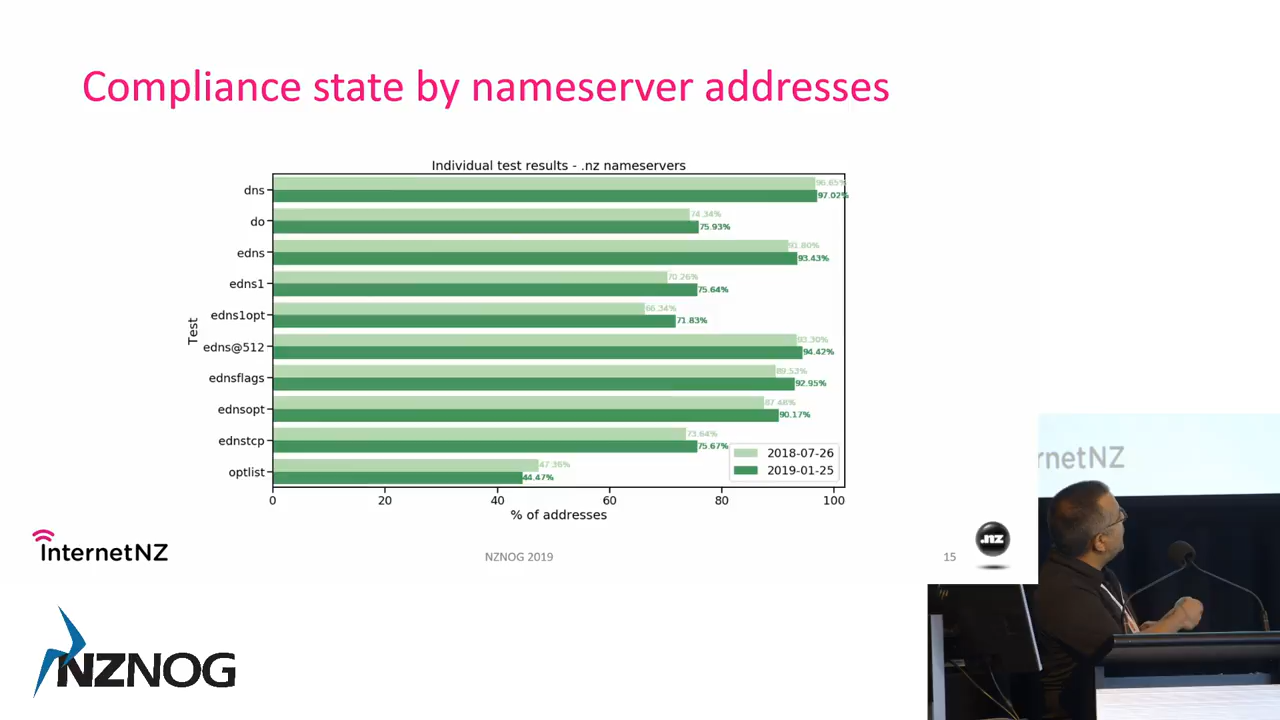 Compliance state by nameserver addresses
Individual test results - .nz nameservers
Test
dns
96.65%
97.02%
do
74.34%
75.93%
edns
91.80%
93.43%
edns1
70.26%
75.64%
edns1opt
66.34%
71.83%
edns@512
93.30%
94.42%
ednsflags
89.53%
92.95%
ednsopt
87.48%
90.17%
ednstcp
73.64%
75.67%
optlist
47.36%
44.47%
2018-07-26
2019-01-25
0 20 40 60 80 100
% of addresses
InternetNZ
NZNOG 2019
15
.nz
rnetNZ
NZNOG